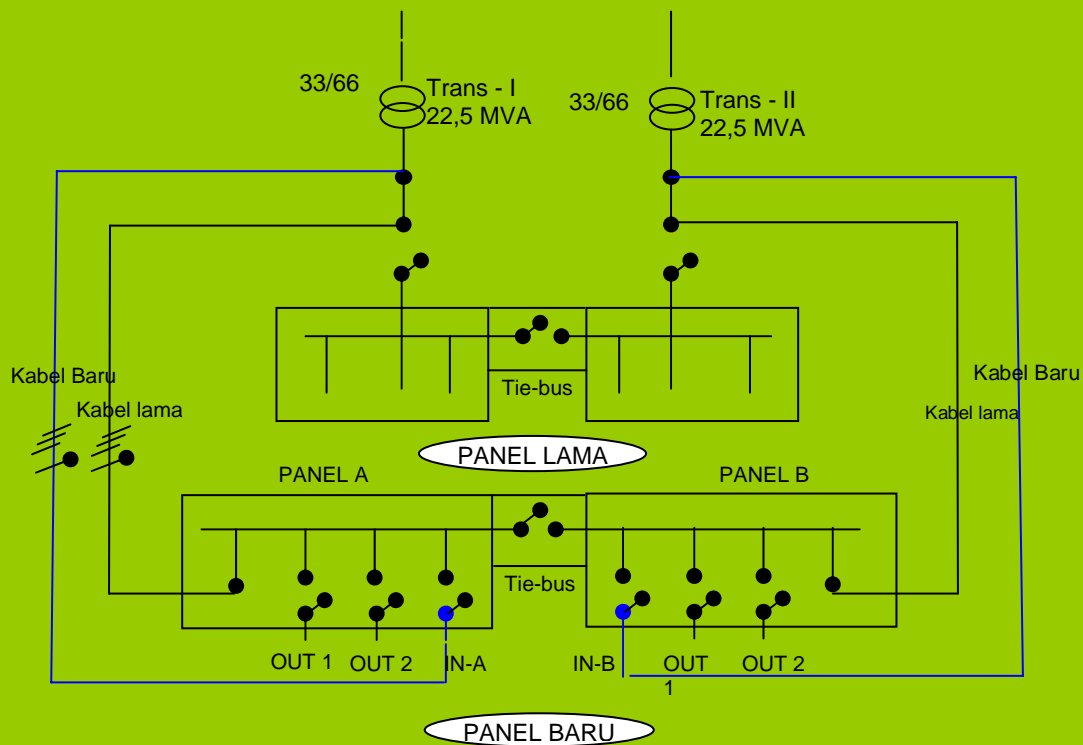 33/66
Trans - I
22,5 MVA
33/66
Trans - II
22,5 MVA
Kabel Baru
Kabel lama
Tie-bus
Kabel Baru
Kabel lama
PANEL LAMA
PANEL A
PANEL B
Tie-bus
OUT 1
OUT 2
IN-A
IN-B
OUT
1
OUT 2
PANEL BARU